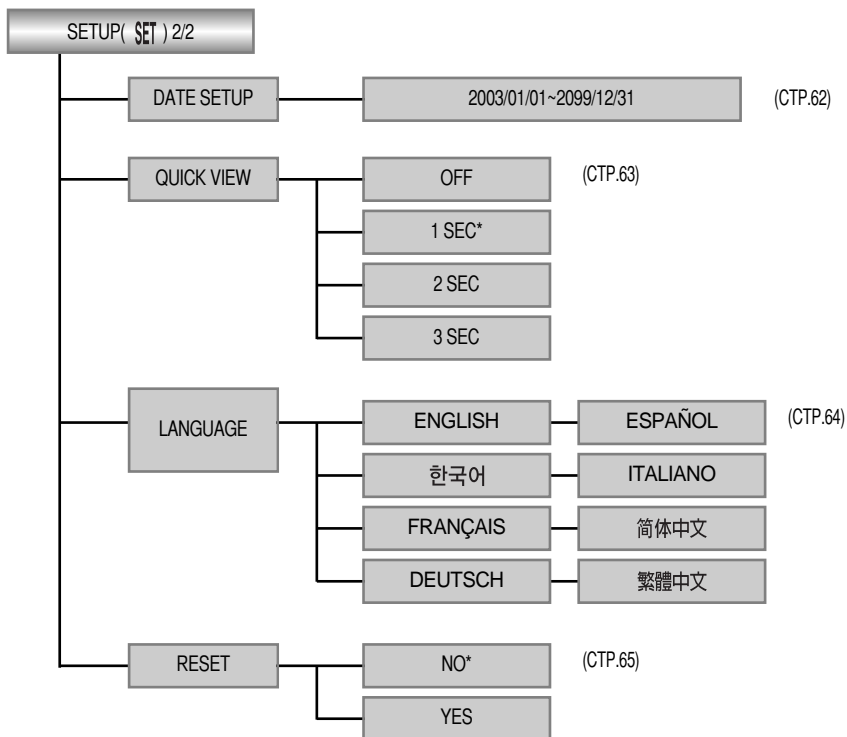 SETUP( SET ) 2/2
DATE SETUP 2003/01/01~2099/12/31 (CTP.62)
QUICK VIEW OFF (CTP.63)
1 SEC*
2 SEC
3 SEC
LANGUAGE ENGLISH ESPAÑOL (CTP.64)
한국어 ITALIANO
FRANÇAIS 简体中文
DEUTSCH 繁體中文
RESET NO* (CTP.65)
YES